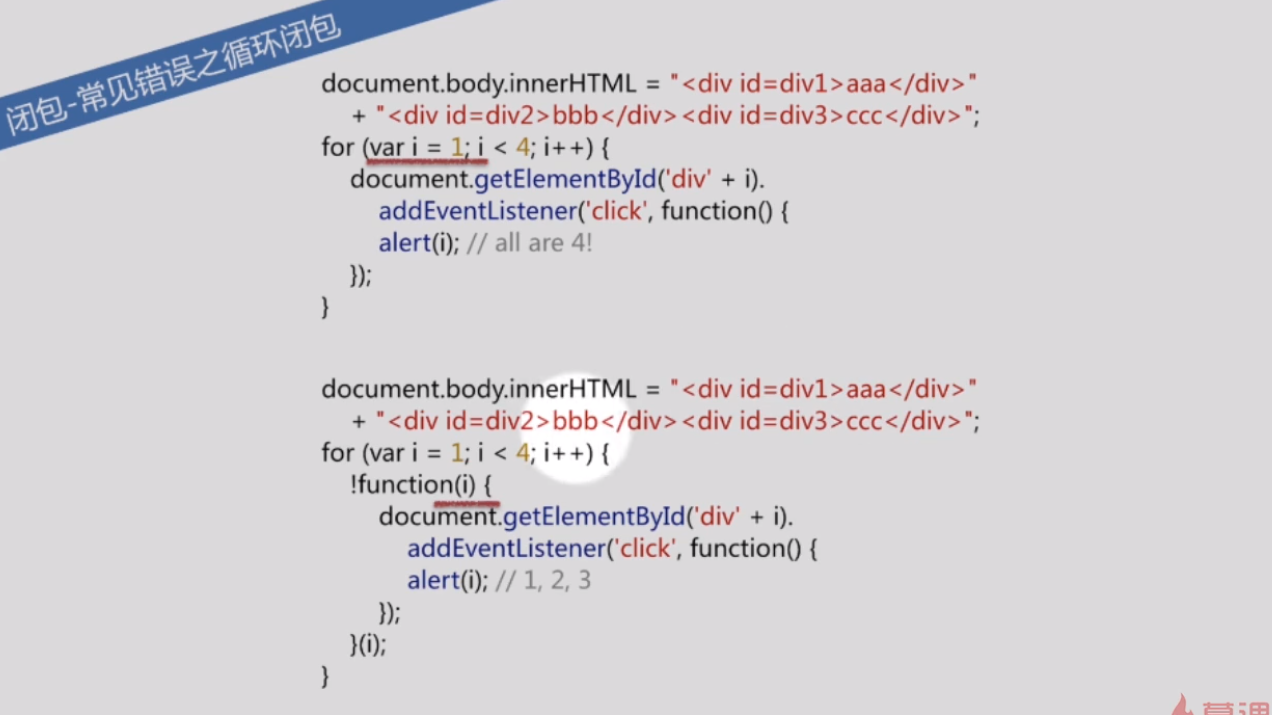 闭包-常见错误之循环闭包
document.body.innerHTML = "<div id=div1>aaa</div>"
+ "<div id=div2>bbb</div><div id=div3>ccc</div>";
for (var i = 1; i < 4; i++) {
document.getElementById('div' + i).
addEventListener('click', function() {
alert(i); // all are 4!
});
}
document.body.innerHTML = "<div id=div1>aaa</div>"
+ "<div id=div2>bbb</div><div id=div3>ccc</div>";
for (var i = 1; i < 4; i++) {
!function(i) {
document.getElementById('div' + i).
addEventListener('click', function() {
alert(i); // 1, 2, 3
});
}(i);
}